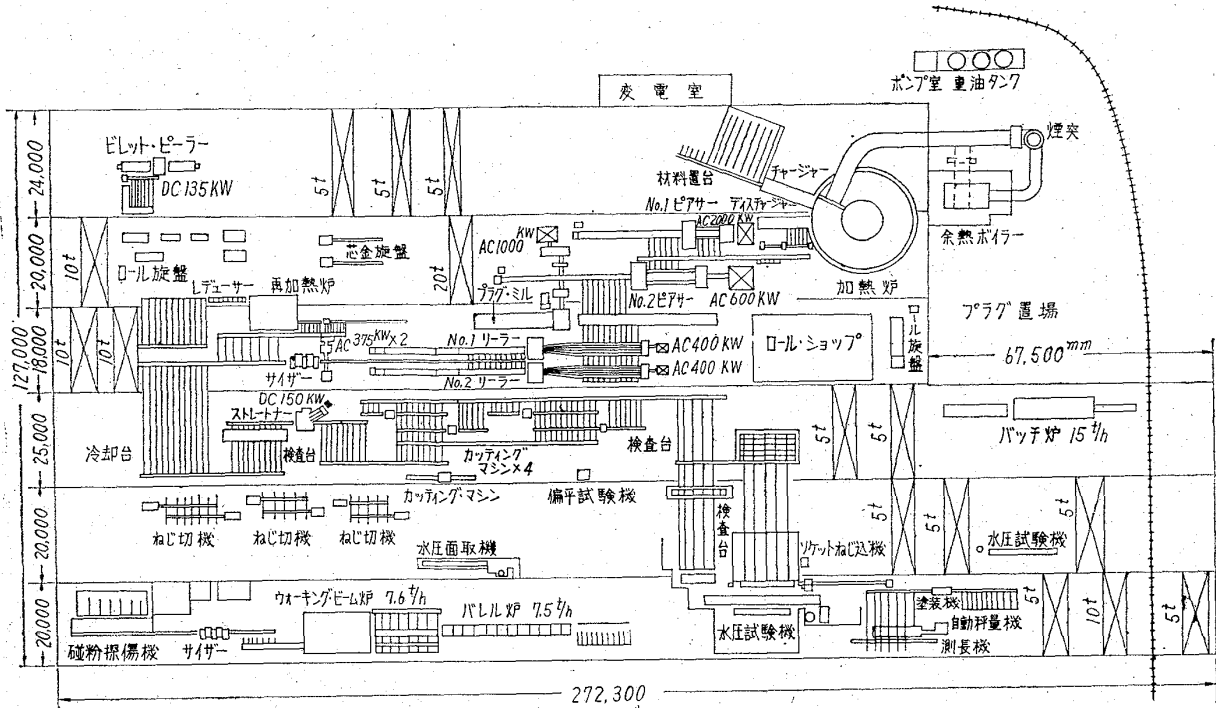 変電室
ポンプ室 重油タンク
煙突
ビレット・ピーラー
DC 135 KW
5t
5t
5t
材料置台
チャージャー
No.1 ピアサー
ディスチャージャー
AC2000 KW
余熱ボイラー
24,000
10t
ロール旋盤
芯金旋盤
20t
KW
AC1000
No.2ピアサー
AC 600 KW
加熱炉
20,000
レデューサー
再加熱炉
プラグ・ミル
プラグ置場
127,000
18,000
10t
10t
AC 375KW×2
No.1 リーラー
AC400 KW
ロール・ショップ
ロール旋盤
67,500mm
サイザー
No.2 リーラー
AC400 KW
DC 150 KW
ストレートナー
冷却台
検査台
カッティング
マシン×4
検査台
5t
5t
バッチ炉 15 t/h
25,000
カッティング・マシン
偏平試験機
ねじ切機
ねじ切機
ねじ切機
検査台
5t
5t
5t
水圧試験機
20,000
水圧面取機
ソケットねじ込機
ウォーキング・ビーム炉 7.6 t/h
バレル炉 7.5 t/h
塗装機
自動秤量機
測長機
5t
10t
5t
20,000
磁粉探傷機
サイザー
水圧試験機
272,300